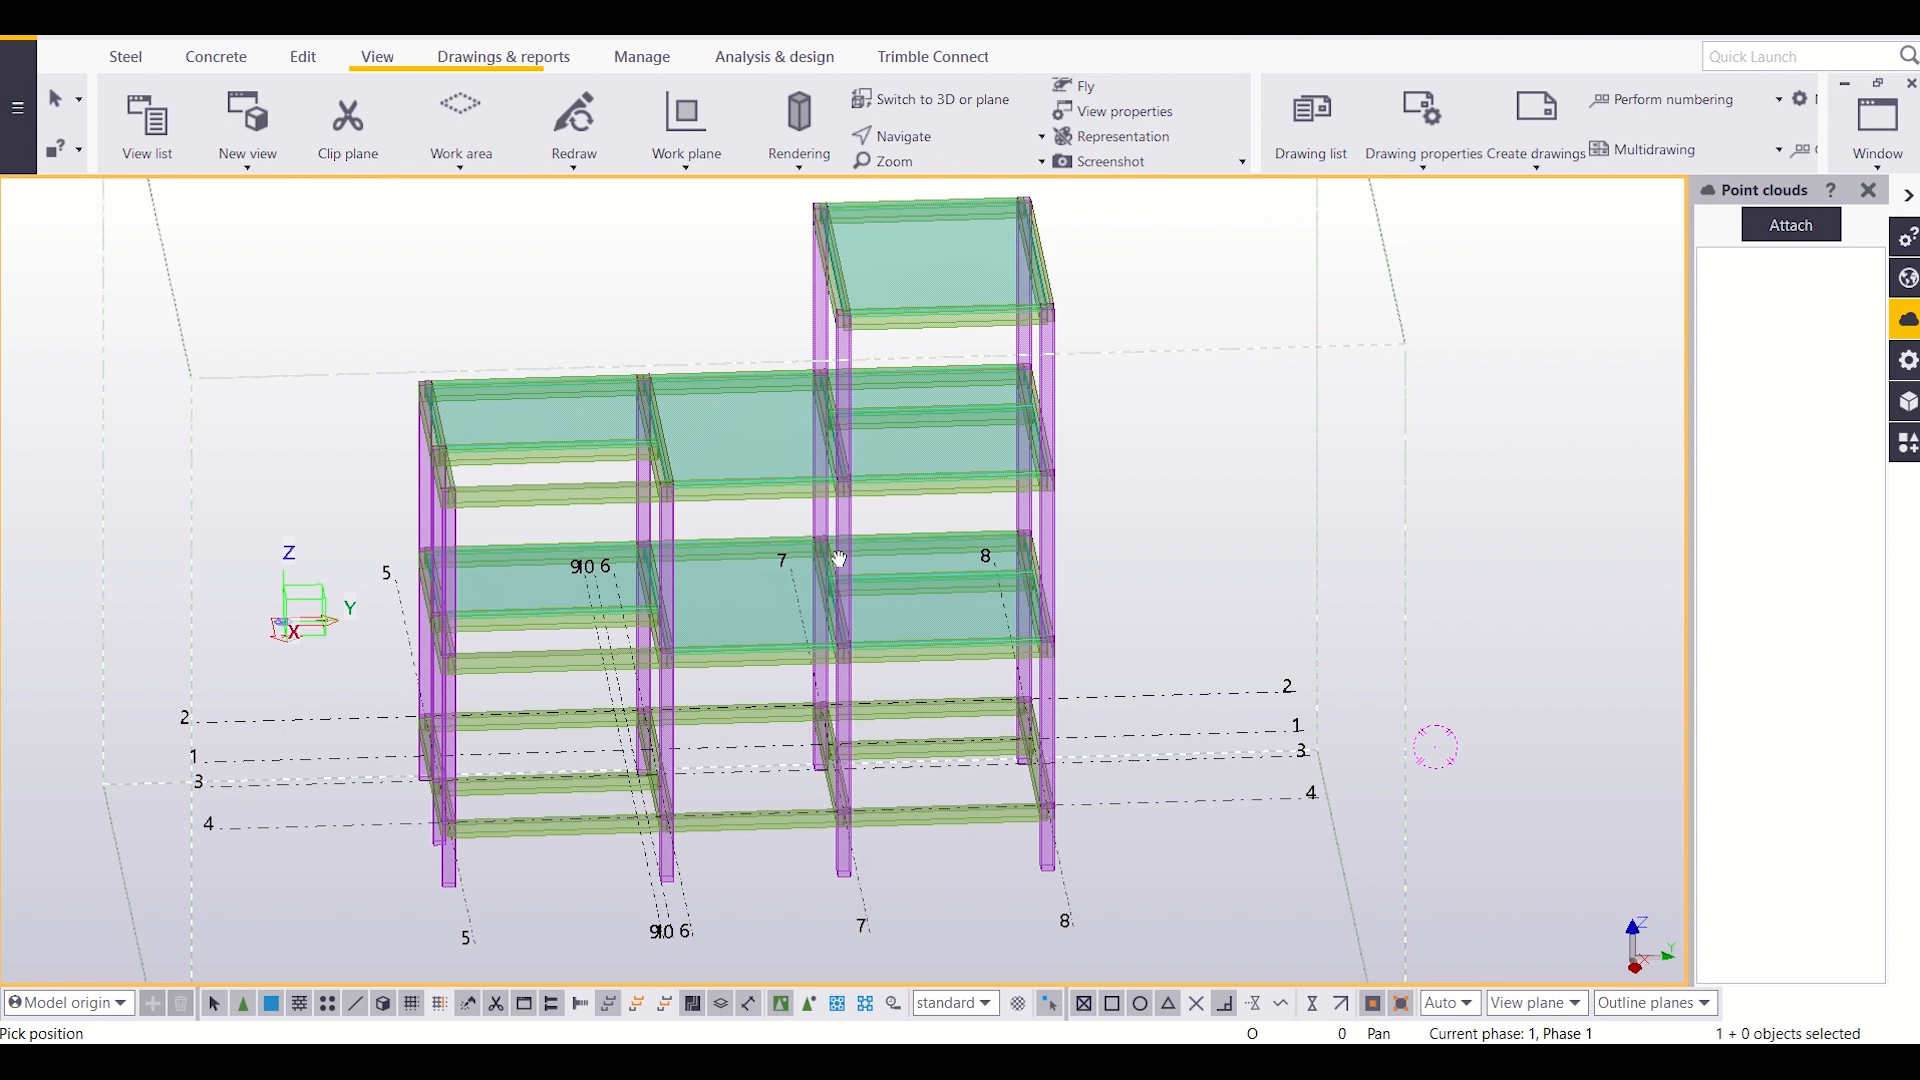 Steel Concrete Edit View Drawings & reports Manage Analysis & design Trimble Connect Quick Launch
Fly
Switch to 3D or plane
View properties
Perform numbering
Navigate
Representation
View list New view Clip plane Work area Redraw Work plane Rendering
Zoom
Screenshot
Drawing list Drawing properties Create drawings
Multidrawing
Window
Point clouds ?
Attach
Z
Y
X
5 9 10 6 7 8
2 2
1 1
3 3
4 4
5 9 10 6 7 8
Z
Y
X
Model origin standard Auto View plane Outline planes
Pick position O 0 Pan Current phase: 1, Phase 1 1 + 0 objects selected